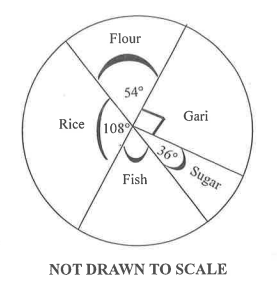 Flour
54°
Gari
Rice
108°
36°
Sugar
Fish
NOT DRAWN TO SCALE